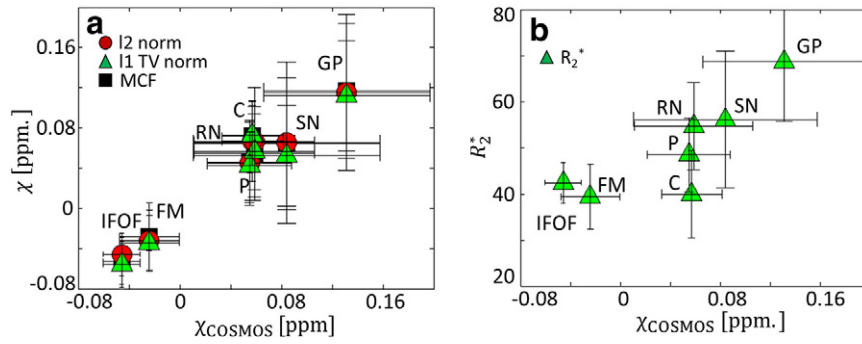 a
l2 norm
l1 TV norm
MCF
GP
C
RN
SN
P
IFOF
FM
0.16
0.08
0
-0.08
χ [ppm.]
-0.08 0 0.08 0.16
χCOSMOS [ppm]
b
R2*
GP
RN
SN
P
C
FM
IFOF
80
60
40
20
R2*
-0.08 0 0.08 0.16
χCOSMOS [ppm.]